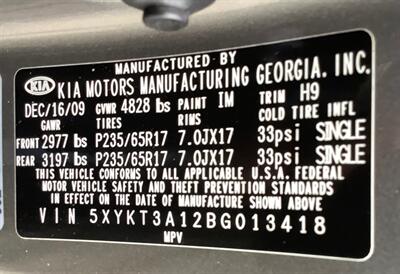 MANUFACTURED BY
KIA KIA MOTORS MANUFACTURING GEORGIA. INC.
DEC/16/09 GVWR 4828 lbs PAINT IM TRIM H9
GAWR TIRES RIMS COLD TIRE INFL
FRONT 2977 lbs P235/65R17 7.0JX17 33psi SINGLE
REAR 3197 lbs P235/65R17 7.0JX17 33psi SINGLE
THIS VEHICLE CONFORMS TO ALL APPLICABLE U.S.A. FEDERAL
MOTOR VEHICLE SAFETY AND THEFT PREVENTION STANDARDS IN
EFFECT ON THE DATE OF MANUFACTURE SHOWN ABOVE.
VIN 5XYKT3A12BG013418
MPV